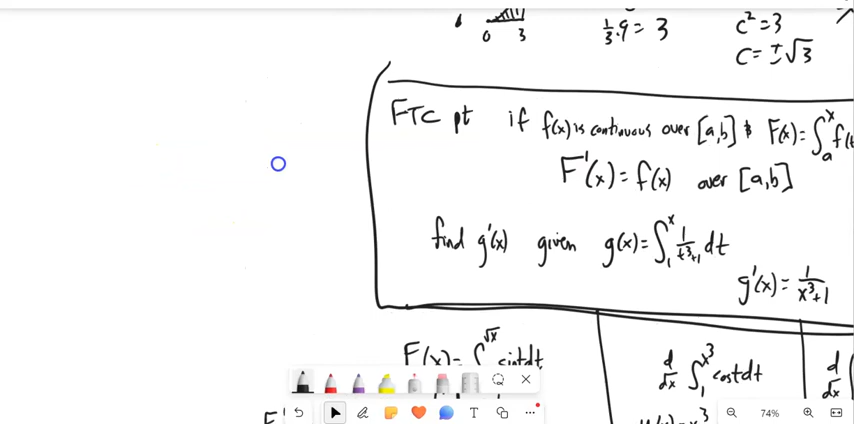 0 3
1/3·9 = 3
c² = 3
c = ±√3
FTC pt if f(x) is continuous over [a,b] & F(x) = ∫ₐˣ f(t
F'(x) = f(x) over [a,b]
find g'(x) given g(x) = ∫₁ˣ 1/(t³+1) dt
g'(x) = 1/(x³+1)
F(x) = ∫^√x sin t dt
d/dx ∫₁^x³ cos t dt
d/dx ∫
T
74%